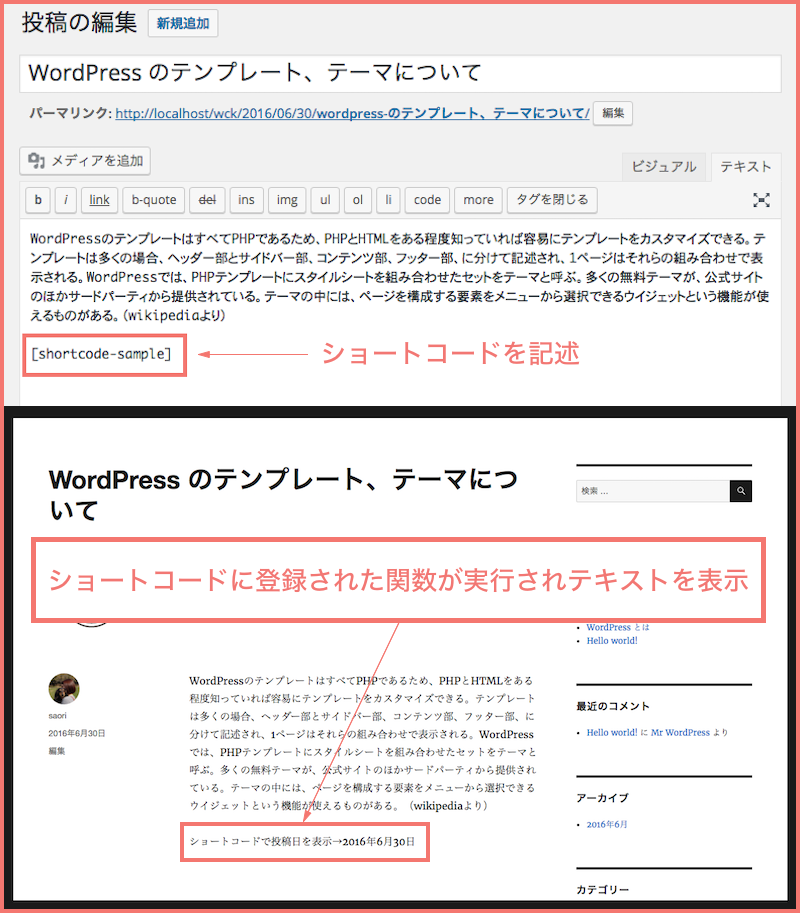 投稿の編集 新規追加
WordPress のテンプレート、テーマについて
パーマリンク: http://localhost/wck/2016/06/30/wordpress-のテンプレート、テーマについて/ 編集
メディアを追加
ビジュアル テキスト
b i link b-quote del ins img ul ol li code more タグを閉じる
WordPressのテンプレートはすべてPHPであるため、PHPとHTMLをある程度知っていれば容易にテンプレートをカスタマイズできる。テ
ンプレートは多くの場合、ヘッダー部とサイドバー部、コンテンツ部、フッター部、に分けて記述され、1ページはそれらの組み合わせで表
示される。WordPressでは、PHPテンプレートにスタイルシートを組み合わせたセットをテーマと呼ぶ。多くの無料テーマが、公式サイト
のほかサードパーティから提供されている。テーマの中には、ページを構成する要素をメニューから選択できるウイジェットという機能が使
えるものがある。（wikipediaより）
[shortcode-sample]
ショートコードを記述
WordPress のテンプレート、テーマにつ
いて
検索 ...
ショートコードに登録された関数が実行されテキストを表示
WordPress とは
Hello world!
saori
2016年6月30日
編集
WordPressのテンプレートはすべてPHPであるため、PHPとHTMLをある
程度知っていれば容易にテンプレートをカスタマイズできる。テンプレート
は多くの場合、ヘッダー部とサイドバー部、コンテンツ部、フッター部、に
分けて記述され、1ページはそれらの組み合わせで表示される。WordPress
では、PHPテンプレートにスタイルシートを組み合わせたセットをテーマと
呼ぶ。多くの無料テーマが、公式サイトのほかサードパーティから提供され
ている。テーマの中には、ページを構成する要素をメニューから選択できる
ウイジェットという機能が使えるものがある。（wikipediaより）
ショートコードで投稿日を表示→2016年6月30日
最近のコメント
Hello world! に Mr WordPress より
アーカイブ
2016年6月
カテゴリー